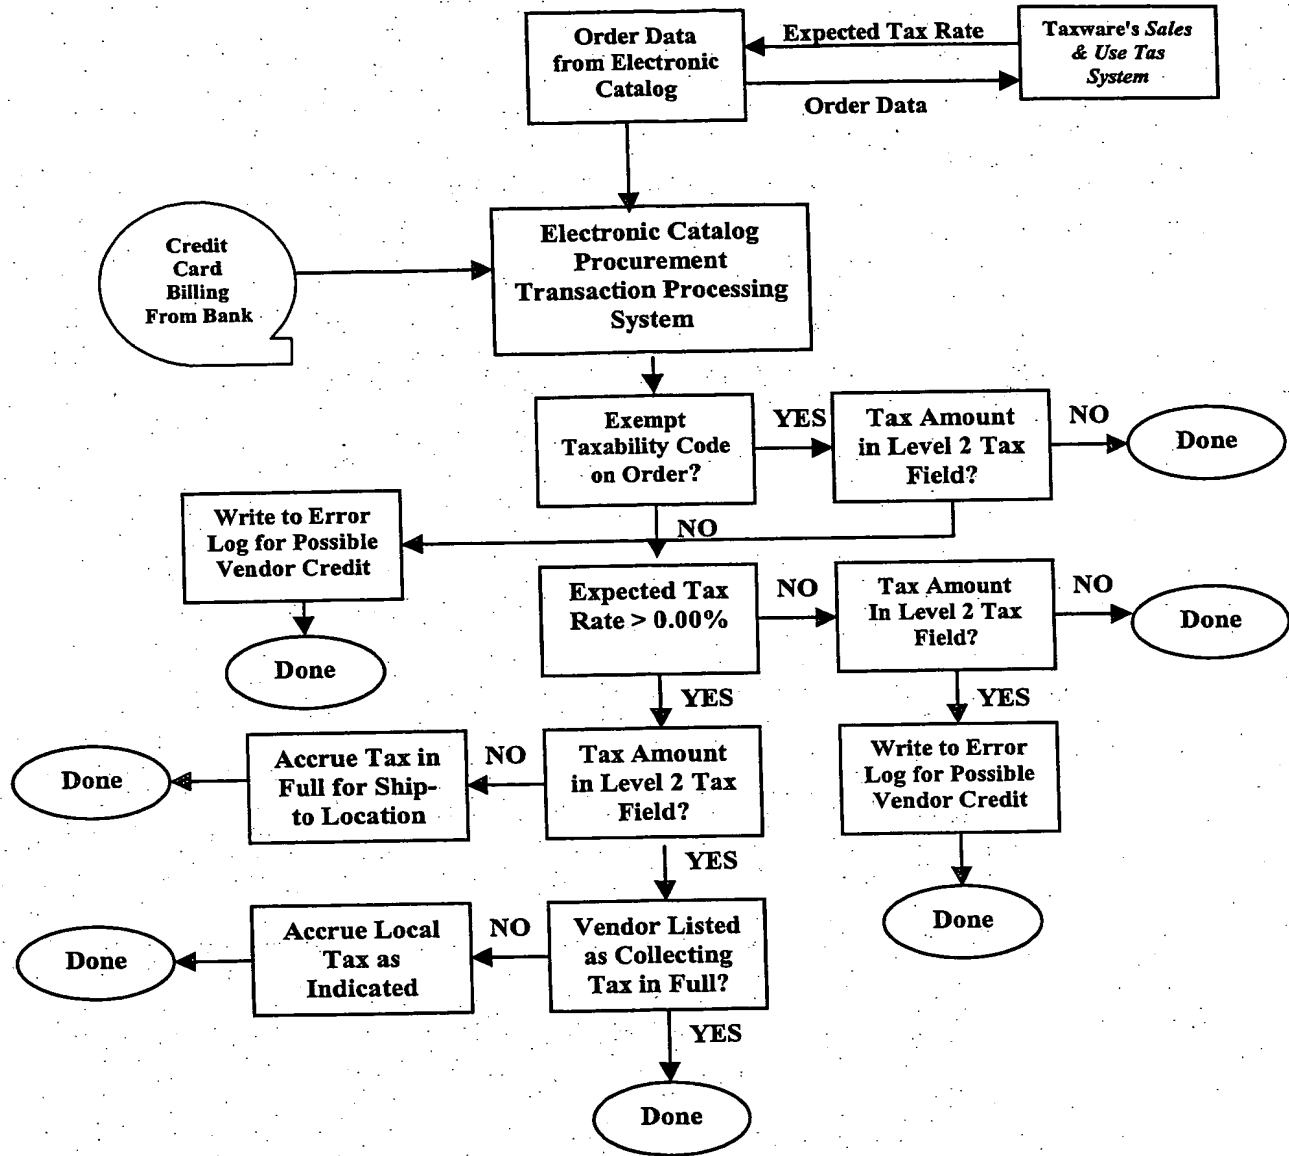 Order Data
from Electronic
Catalog
Expected Tax Rate
Order Data
Taxware's Sales
& Use Tas
System
Credit
Card
Billing
From Bank
Electronic Catalog
Procurement
Transaction Processing
System
Exempt
Taxability Code
on Order?
YES
Tax Amount
in Level 2 Tax
Field?
NO
Done
Write to Error
Log for Possible
Vendor Credit
NO
Done
Expected Tax
Rate > 0.00%
NO
Tax Amount
In Level 2 Tax
Field?
NO
Done
YES
YES
Done
Accrue Tax in
Full for Ship-
to Location
NO
Tax Amount
in Level 2 Tax
Field?
Write to Error
Log for Possible
Vendor Credit
YES
Done
Done
Accrue Local
Tax as
Indicated
NO
Vendor Listed
as Collecting
Tax in Full?
YES
Done